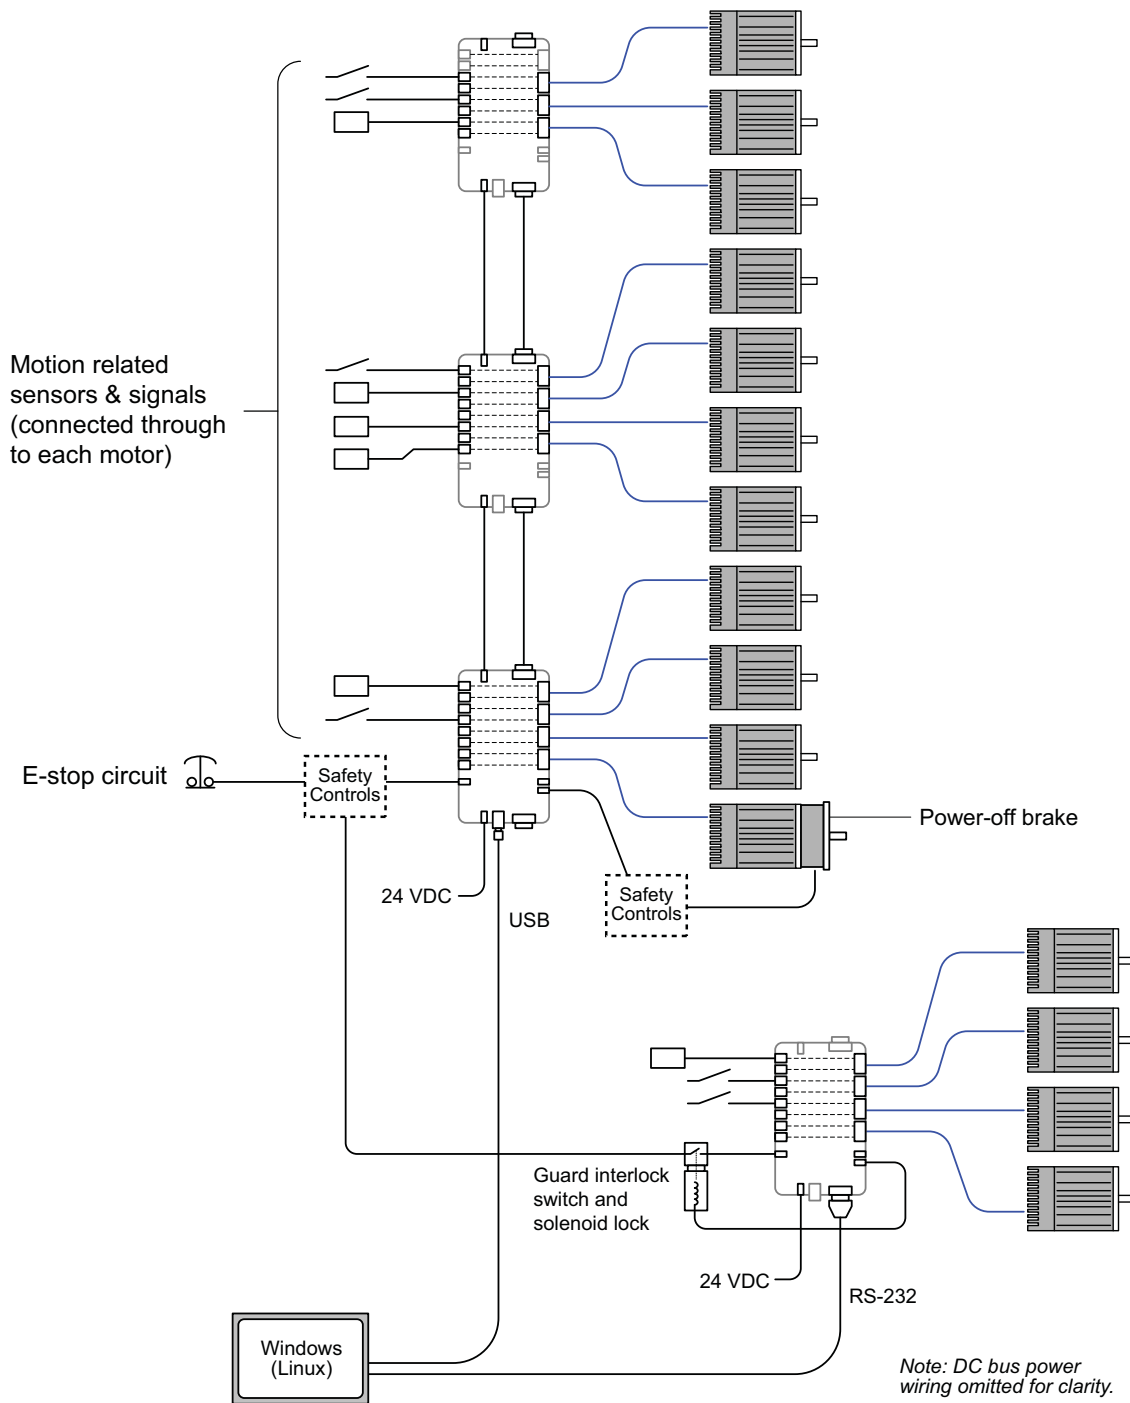 Motion related
sensors & signals
(connected through
to each motor)
E-stop circuit
Safety
Controls
Power-off brake
24 VDC
USB
Safety
Controls
Guard interlock
switch and
solenoid lock
24 VDC
RS-232
Windows
(Linux)
Note: DC bus power
wiring omitted for clarity.